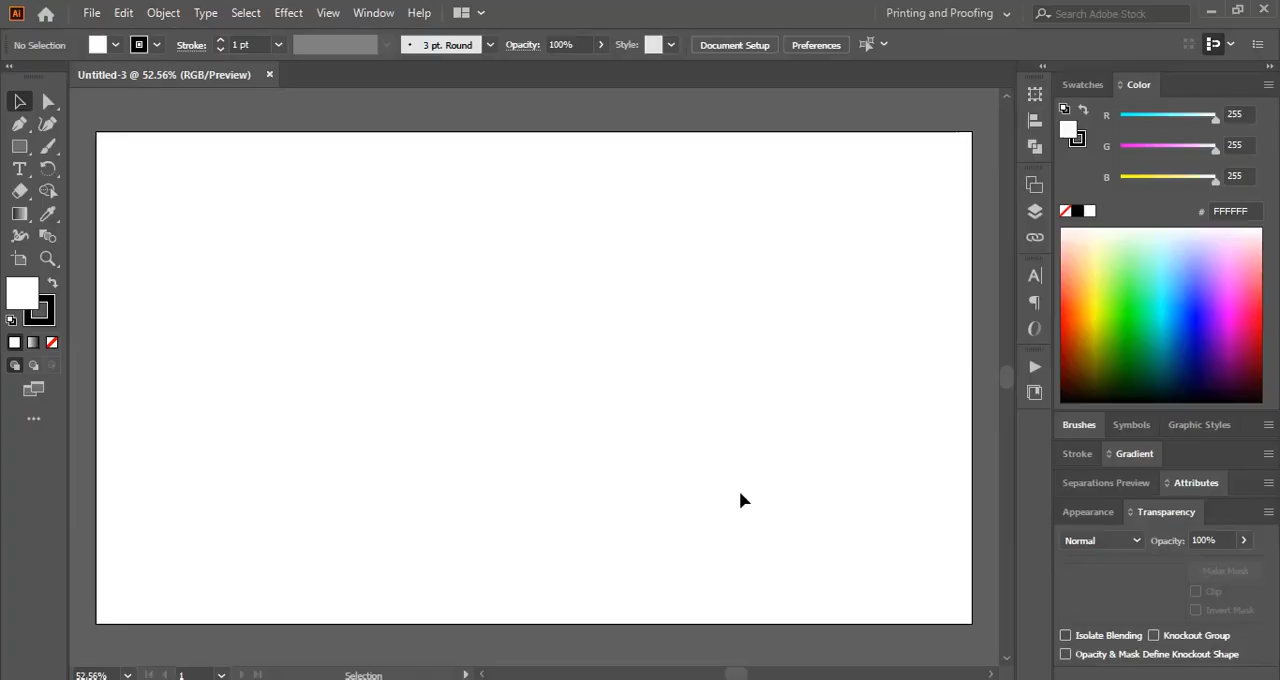 Ai File Edit Object Type Select Effect View Window Help Printing and Proofing Search Adobe Stock
No Selection Stroke: 1 pt 3 pt. Round Opacity: 100% Style: Document Setup Preferences
Untitled-3 @ 52.56% (RGB/Preview)
Swatches Color
R 255
G 255
B 255
# FFFFFF
Brushes Symbols Graphic Styles
Stroke Gradient
Separations Preview Attributes
Appearance Transparency
Normal Opacity: 100%
Make Mask
Clip
Invert Mask
Isolate Blending Knockout Group
Opacity & Mask Define Knockout Shape
52.56% 1 Selection